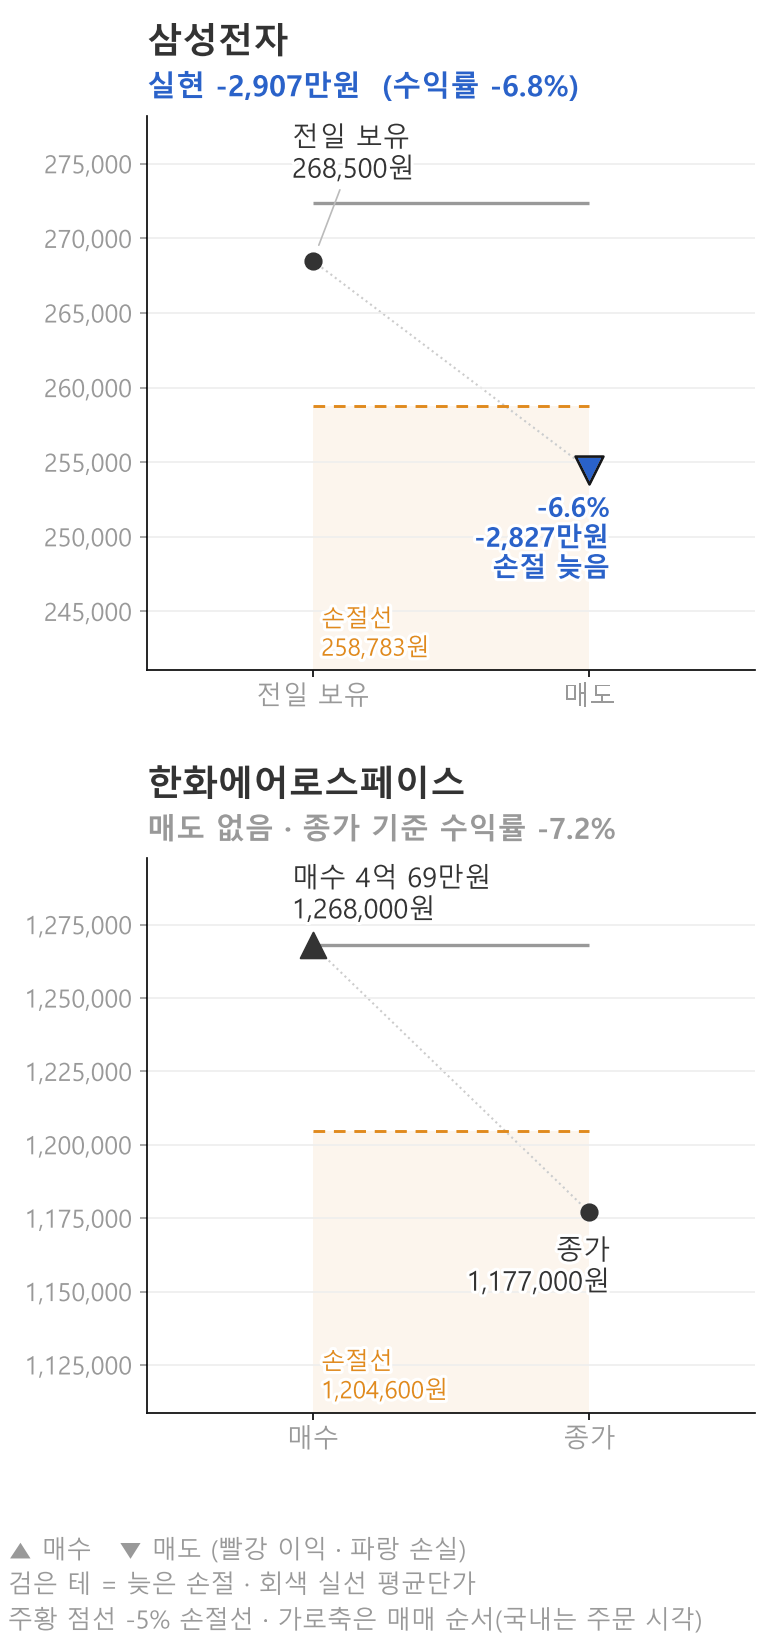 삼성전자
실현 -2,907만원 (수익률 -6.8%)
전일 보유
268,500원
275,000
270,000
265,000
260,000
255,000
250,000
245,000
-6.6%
-2,827만원
손절 늦음
손절선
258,783원
전일 보유 매도
한화에어로스페이스
매도 없음 · 종가 기준 수익률 -7.2%
매수 4억 69만원
1,268,000원
1,275,000
1,250,000
1,225,000
1,200,000
1,175,000
1,150,000
1,125,000
종가
1,177,000원
손절선
1,204,600원
매수 종가
▲ 매수 ▼ 매도 (빨강 이익 · 파랑 손실)
검은 테 = 늦은 손절 · 회색 실선 평균단가
주황 점선 -5% 손절선 · 가로축은 매매 순서(국내는 주문 시각)